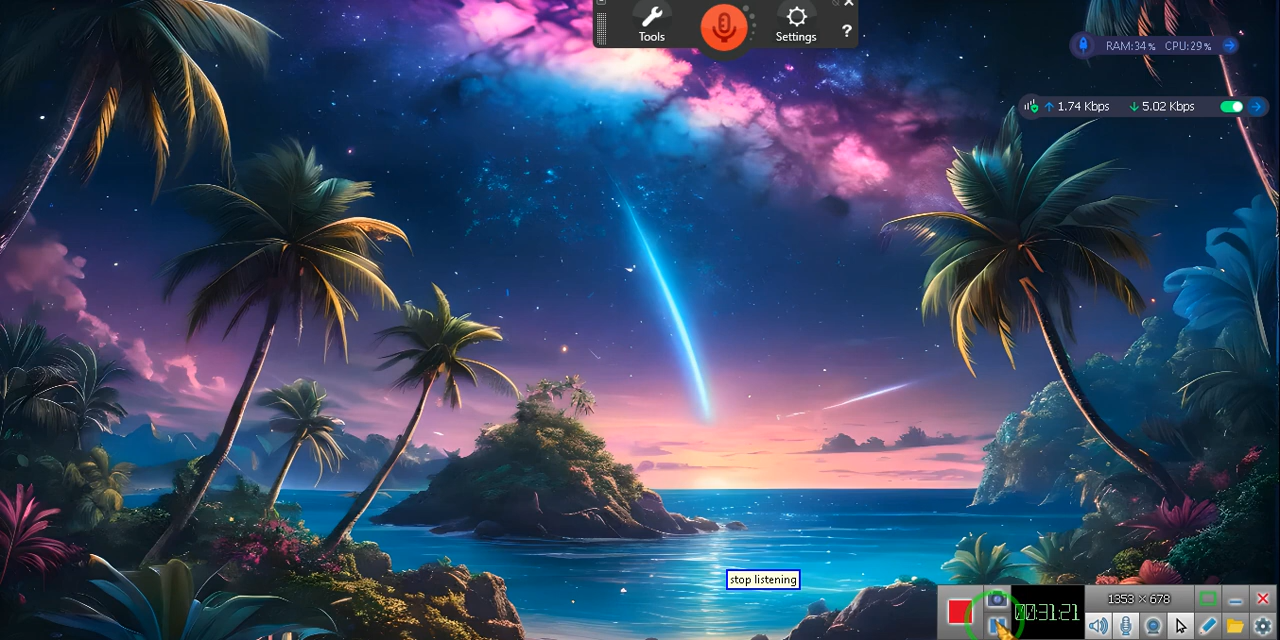 Tools
Settings
?
RAM:34% CPU:29%
1.74 Kbps 5.02 Kbps
stop listening
1353 × 678
00:31:21